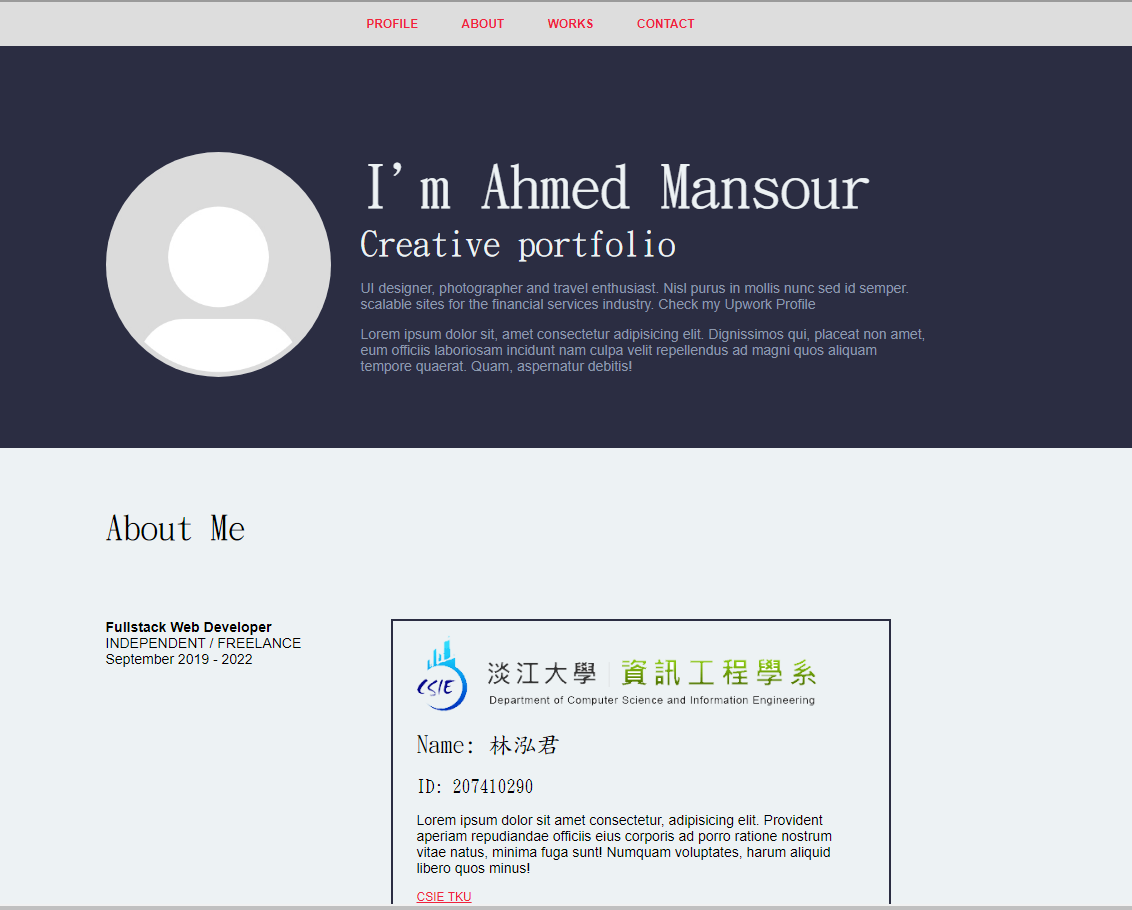 PROFILE ABOUT WORKS CONTACT
I'm Ahmed Mansour
Creative portfolio
UI designer, photographer and travel enthusiast. Nisl purus in mollis nunc sed id semper.
scalable sites for the financial services industry. Check my Upwork Profile
Lorem ipsum dolor sit, amet consectetur adipisicing elit. Dignissimos qui, placeat non amet,
eum officiis laboriosam incidunt nam culpa velit repellendus ad magni quos aliquam
tempore quaerat. Quam, aspernatur debitis!
About Me
Fullstack Web Developer
INDEPENDENT / FREELANCE
September 2019 - 2022
CSIE 淡江大學 資訊工程學系
Department of Computer Science and Information Engineering
Name: 林泓君
ID: 207410290
Lorem ipsum dolor sit amet consectetur, adipisicing elit. Provident
aperiam repudiandae officiis eius corporis ad porro ratione nostrum
vitae natus, minima fuga sunt! Numquam voluptates, harum aliquid
libero quos minus!
CSIE TKU